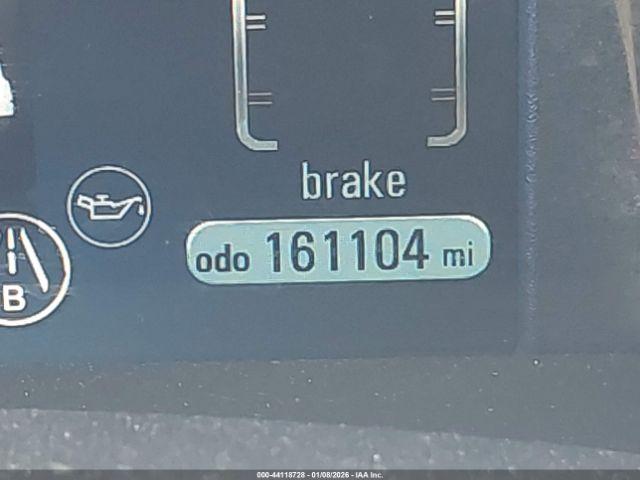 brake
odo 161104 mi
B
000-44118728 - 01/08/2026 - IAA Inc.